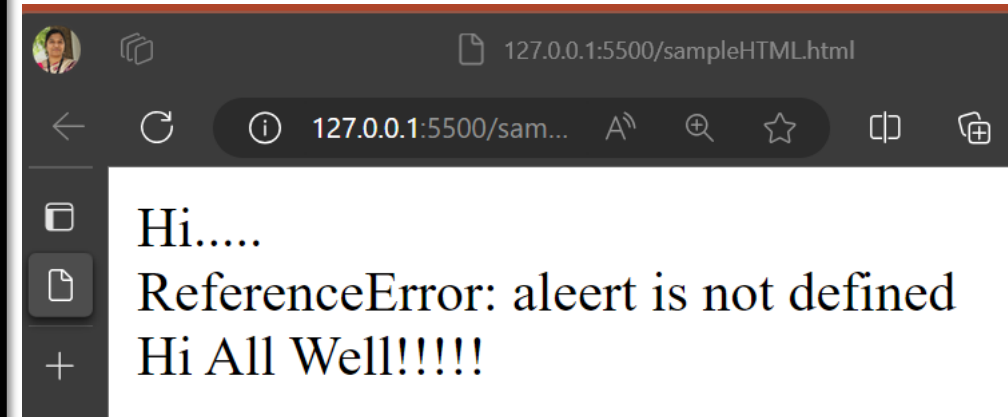 127.0.0.1:5500/sampleHTML.html
127.0.0.1:5500/sam...
Hi.....
ReferenceError: aleert is not defined
Hi All Well!!!!!